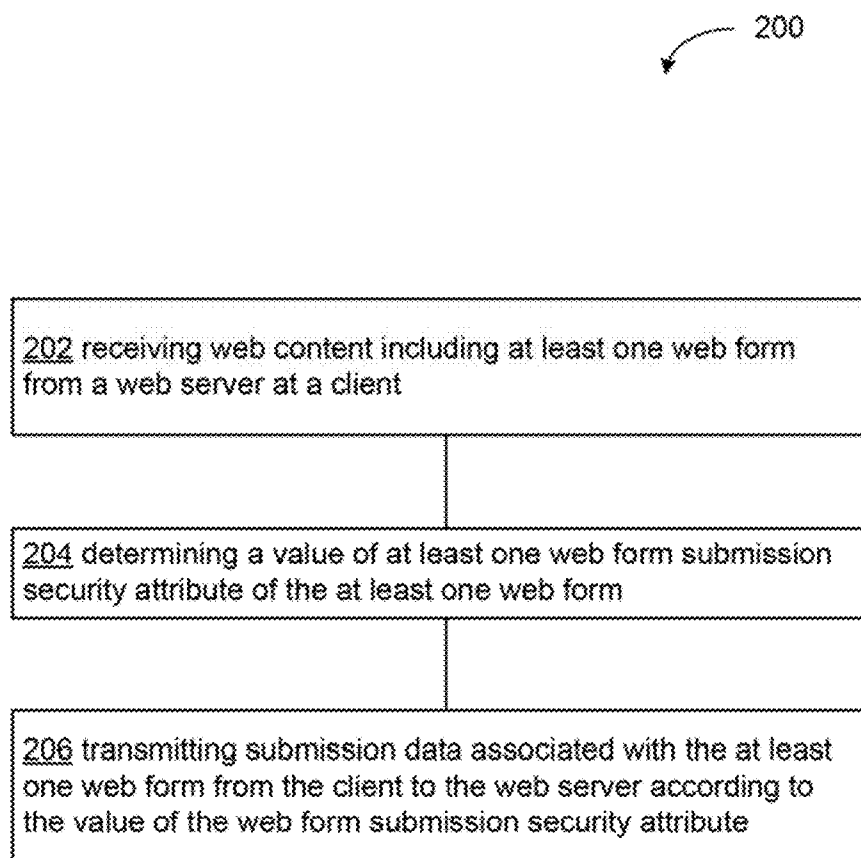 200
202 receiving web content including at least one web form
from a web server at a client
204 determining a value of at least one web form submission
security attribute of the at least one web form
206 transmitting submission data associated with the at least
one web form from the client to the web server according to
the value of the web form submission security attribute